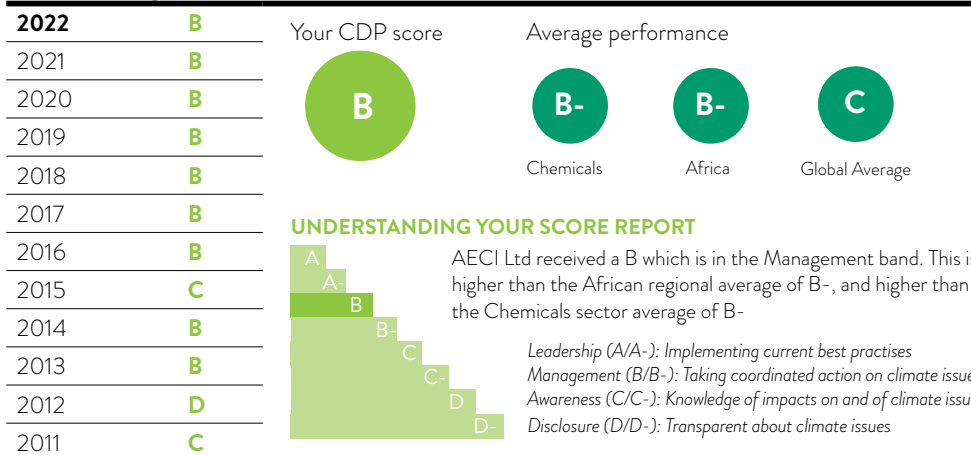 2022 B
2021 B
2020 B
2019 B
2018 B
2017 B
2016 B
2015 C
2014 B
2013 B
2012 D
2011 C
Your CDP score
B
Average performance
B- B- C
Chemicals Africa Global Average
UNDERSTANDING YOUR SCORE REPORT
A
A-
B
B-
C
C-
D
D-
AECI Ltd received a B which is in the Management band. This is
higher than the African regional average of B-, and higher than
the Chemicals sector average of B-
Leadership (A/A-): Implementing current best practises
Management (B/B-): Taking coordinated action on climate issue
Awareness (C/C-): Knowledge of impacts on and of climate issu
Disclosure (D/D-): Transparent about climate issues